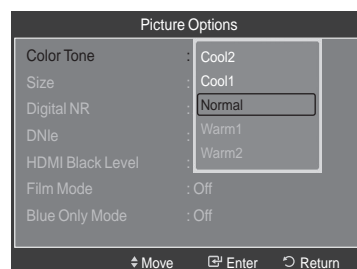 Picture Options
Color Tone : Cool2
Size : Cool1
Digital NR : Normal
DNIe : Warm1
HDMI Black Level : Warm2
Film Mode : Off
Blue Only Mode : Off
Move Enter Return